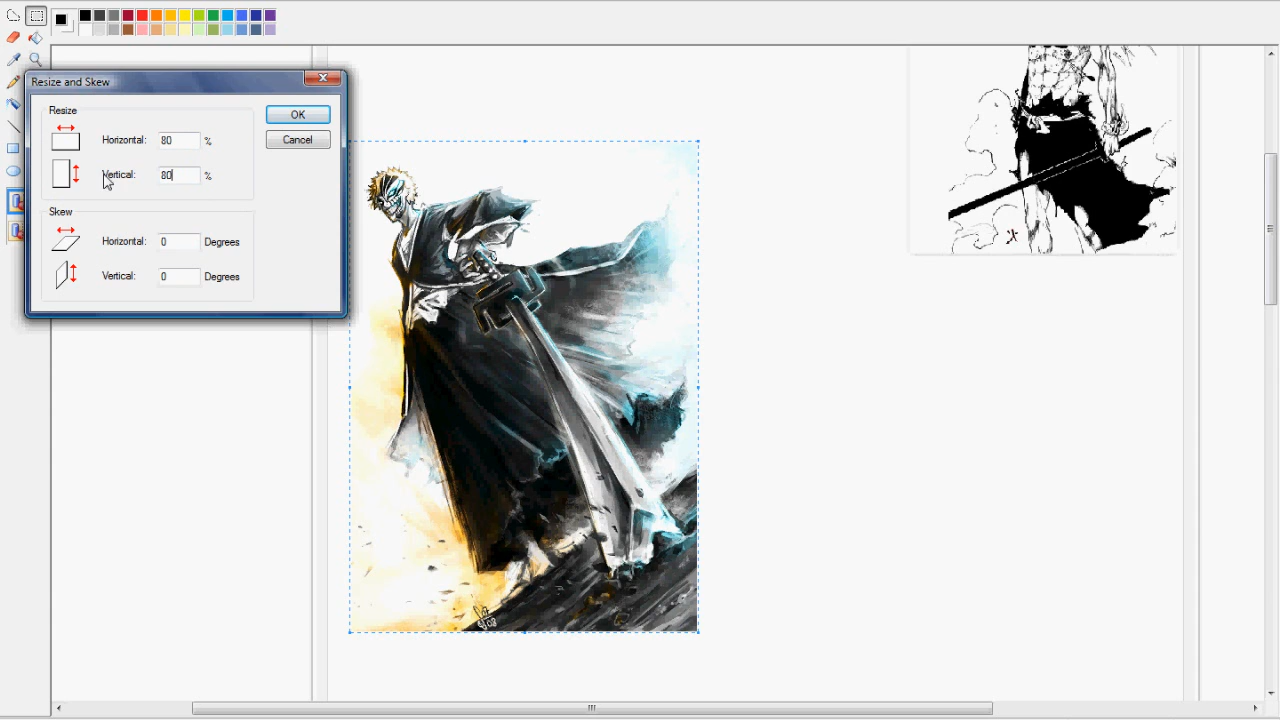 Resize and Skew
Resize
Horizontal: 80 %
Vertical: 80 %
OK
Cancel
Skew
Horizontal: 0 Degrees
Vertical: 0 Degrees